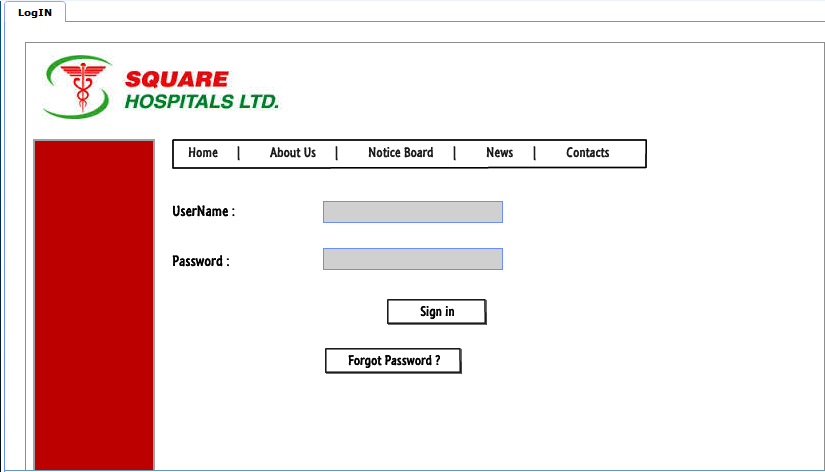 LogIN
SQUARE
HOSPITALS LTD.
Home | About Us | Notice Board | News | Contacts
UserName :
Password :
Sign in
Forgot Password ?